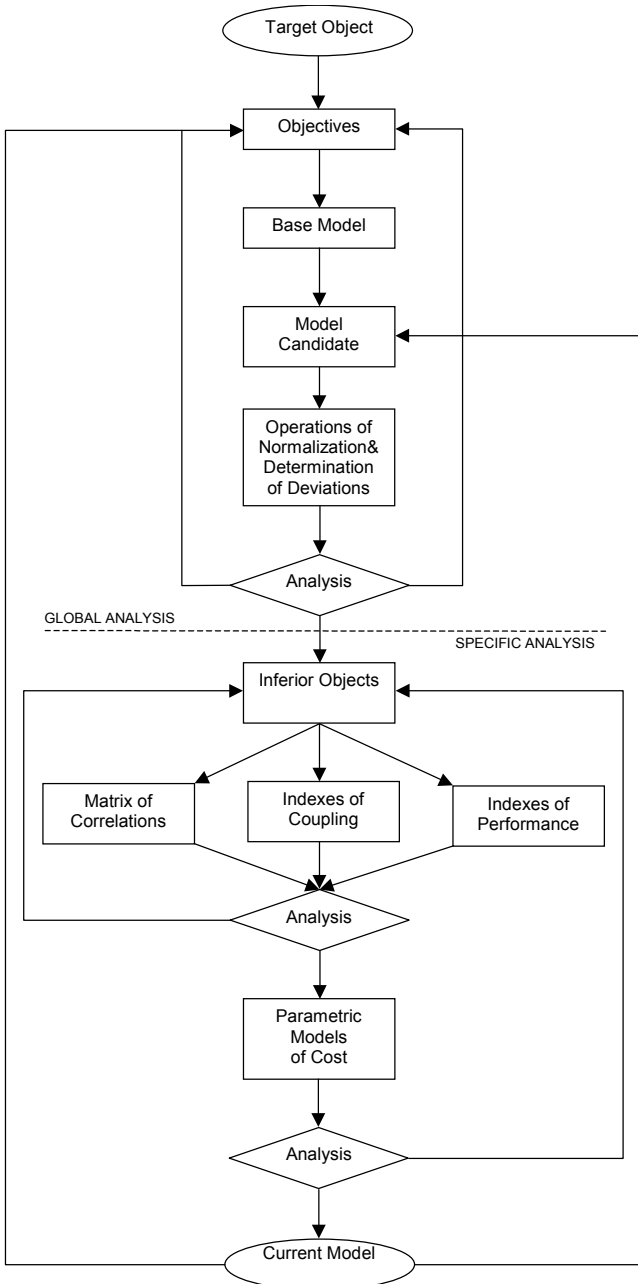 Target Object
Objectives
Base Model
Model
Candidate
Operations of
Normalization&
Determination
of Deviations
Analysis
GLOBAL ANALYSIS
SPECIFIC ANALYSIS
Inferior Objects
Matrix of
Correlations
Indexes of
Coupling
Indexes of
Performance
Analysis
Parametric
Models
of Cost
Analysis
Current Model